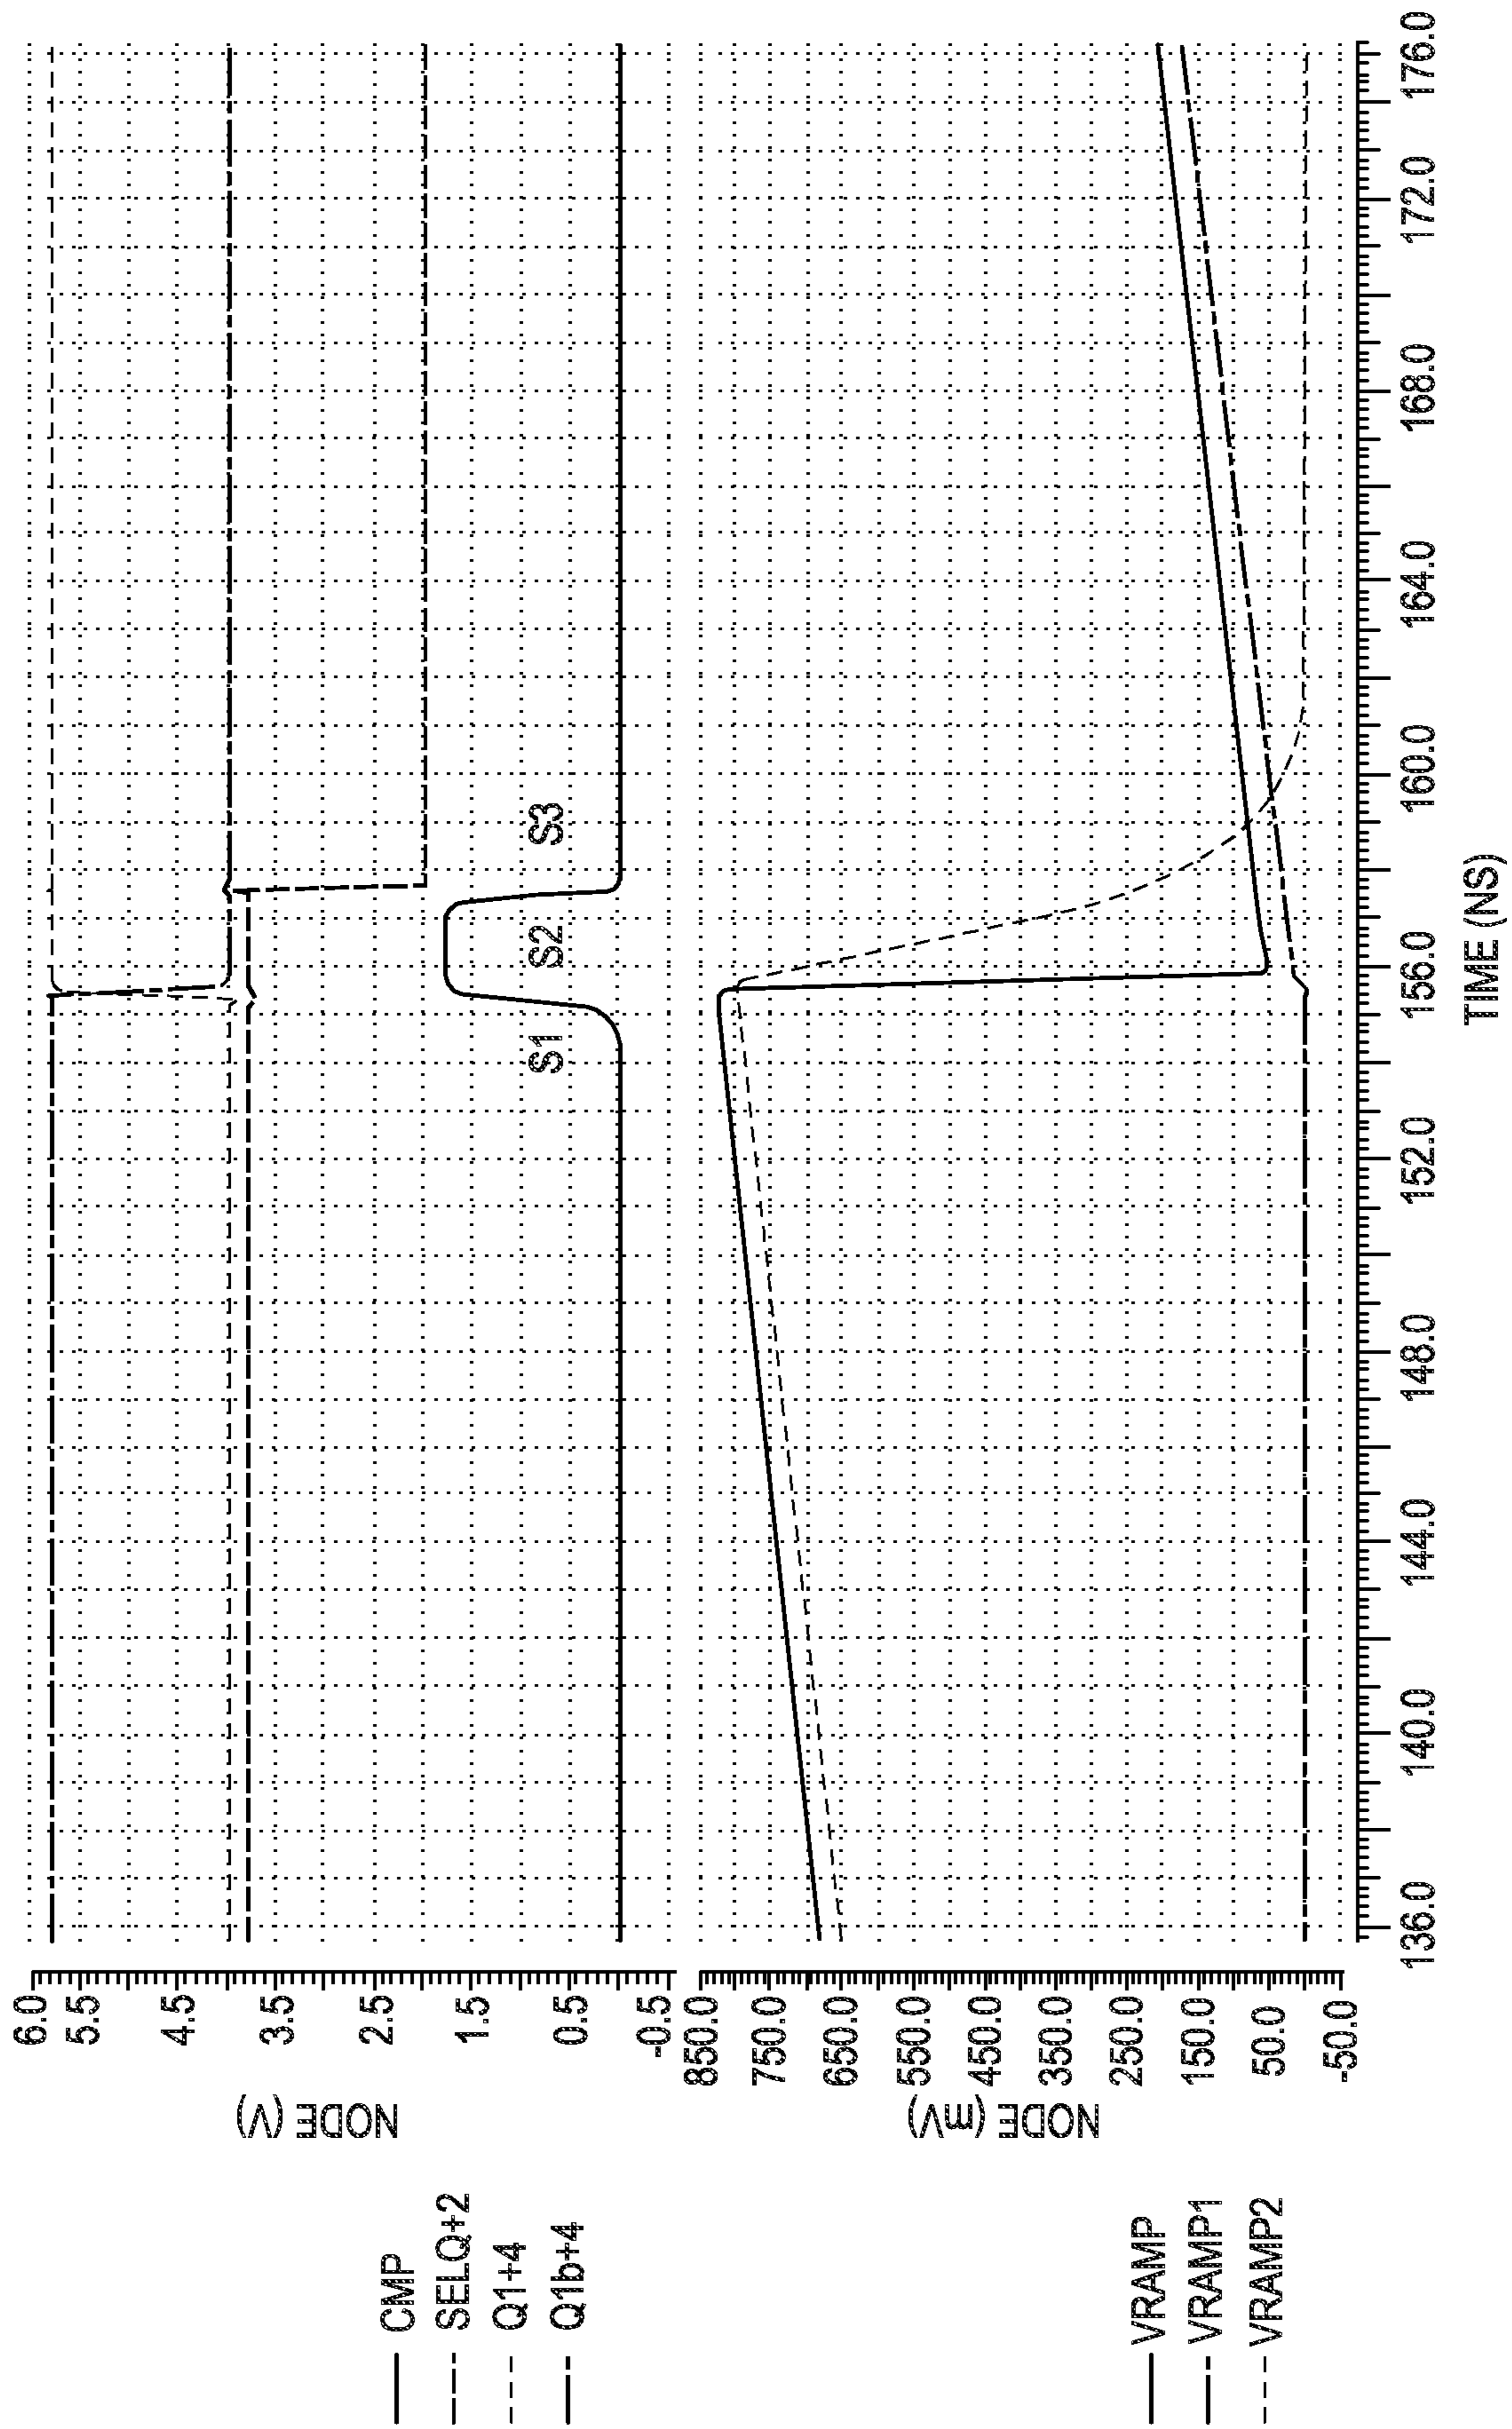 CMP
SELQ+2
Q1+4
Q1b+4
NODE (V)
6.0
5.5
4.5
3.5
2.5
1.5
0.5
-0.5
S1
S2
S3
VRAMP
VRAMP1
VRAMP2
NODE (mV)
850.0
750.0
650.0
550.0
450.0
350.0
250.0
150.0
50.0
-50.0
136.0 140.0 144.0 148.0 152.0 156.0 160.0 164.0 168.0 172.0 176.0
TIME (NS)